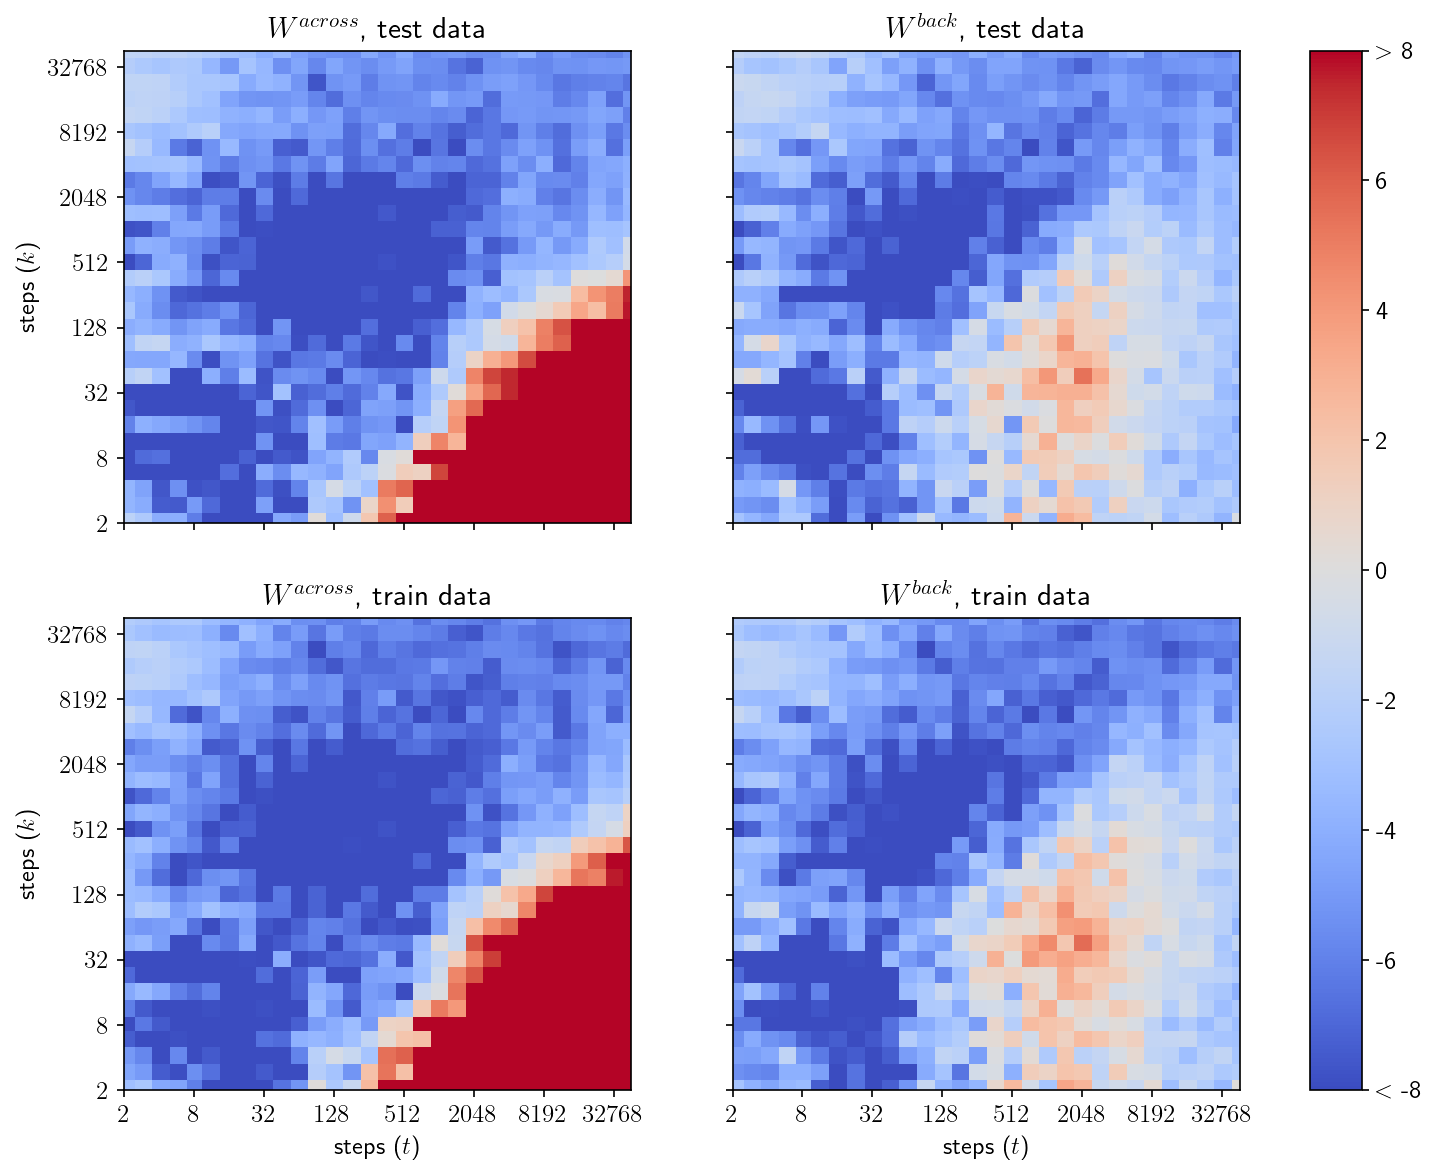 W^across, test data
W^back, test data
> 8
6
4
2
0
-2
-4
-6
< -8
32768
8192
2048
512
128
32
8
2
steps (k)
W^across, train data
W^back, train data
32768
8192
2048
512
128
32
8
2
steps (k)
2 8 32 128 512 2048 8192 32768
steps (t)
2 8 32 128 512 2048 8192 32768
steps (t)